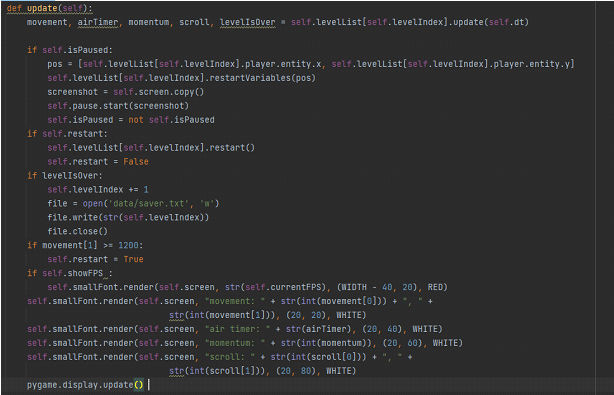 def update(self):
    movement, airTimer, momentum, scroll, levelIsOver = self.levelList[self.levelIndex].update(self.dt)

    if self.isPaused:
        pos = [self.levelList[self.levelIndex].player.entity.x, self.levelList[self.levelIndex].player.entity.y]
        self.levelList[self.levelIndex].restartVariables(pos)
        screenshot = self.screen.copy()
        self.pause.start(screenshot)
        self.isPaused = not self.isPaused
    if self.restart:
        self.levelList[self.levelIndex].restart()
        self.restart = False
    if levelIsOver:
        self.levelIndex += 1
        file = open('data/saver.txt', 'w')
        file.write(str(self.levelIndex))
        file.close()
    if movement[1] >= 1200:
        self.restart = True
    if self.showFPS :
        self.smallFont.render(self.screen, str(self.currentFPS), (WIDTH - 40, 20), RED)
    self.smallFont.render(self.screen, "movement: " + str(int(movement[0])) + ", " +
                          str(int(movement[1])), (20, 20), WHITE)
    self.smallFont.render(self.screen, "air timer: " + str(airTimer), (20, 40), WHITE)
    self.smallFont.render(self.screen, "momentum: " + str(int(momentum)), (20, 60), WHITE)
    self.smallFont.render(self.screen, "scroll: " + str(int(scroll[0])) + ", " +
                          str(int(scroll[1])), (20, 80), WHITE)
    pygame.display.update()